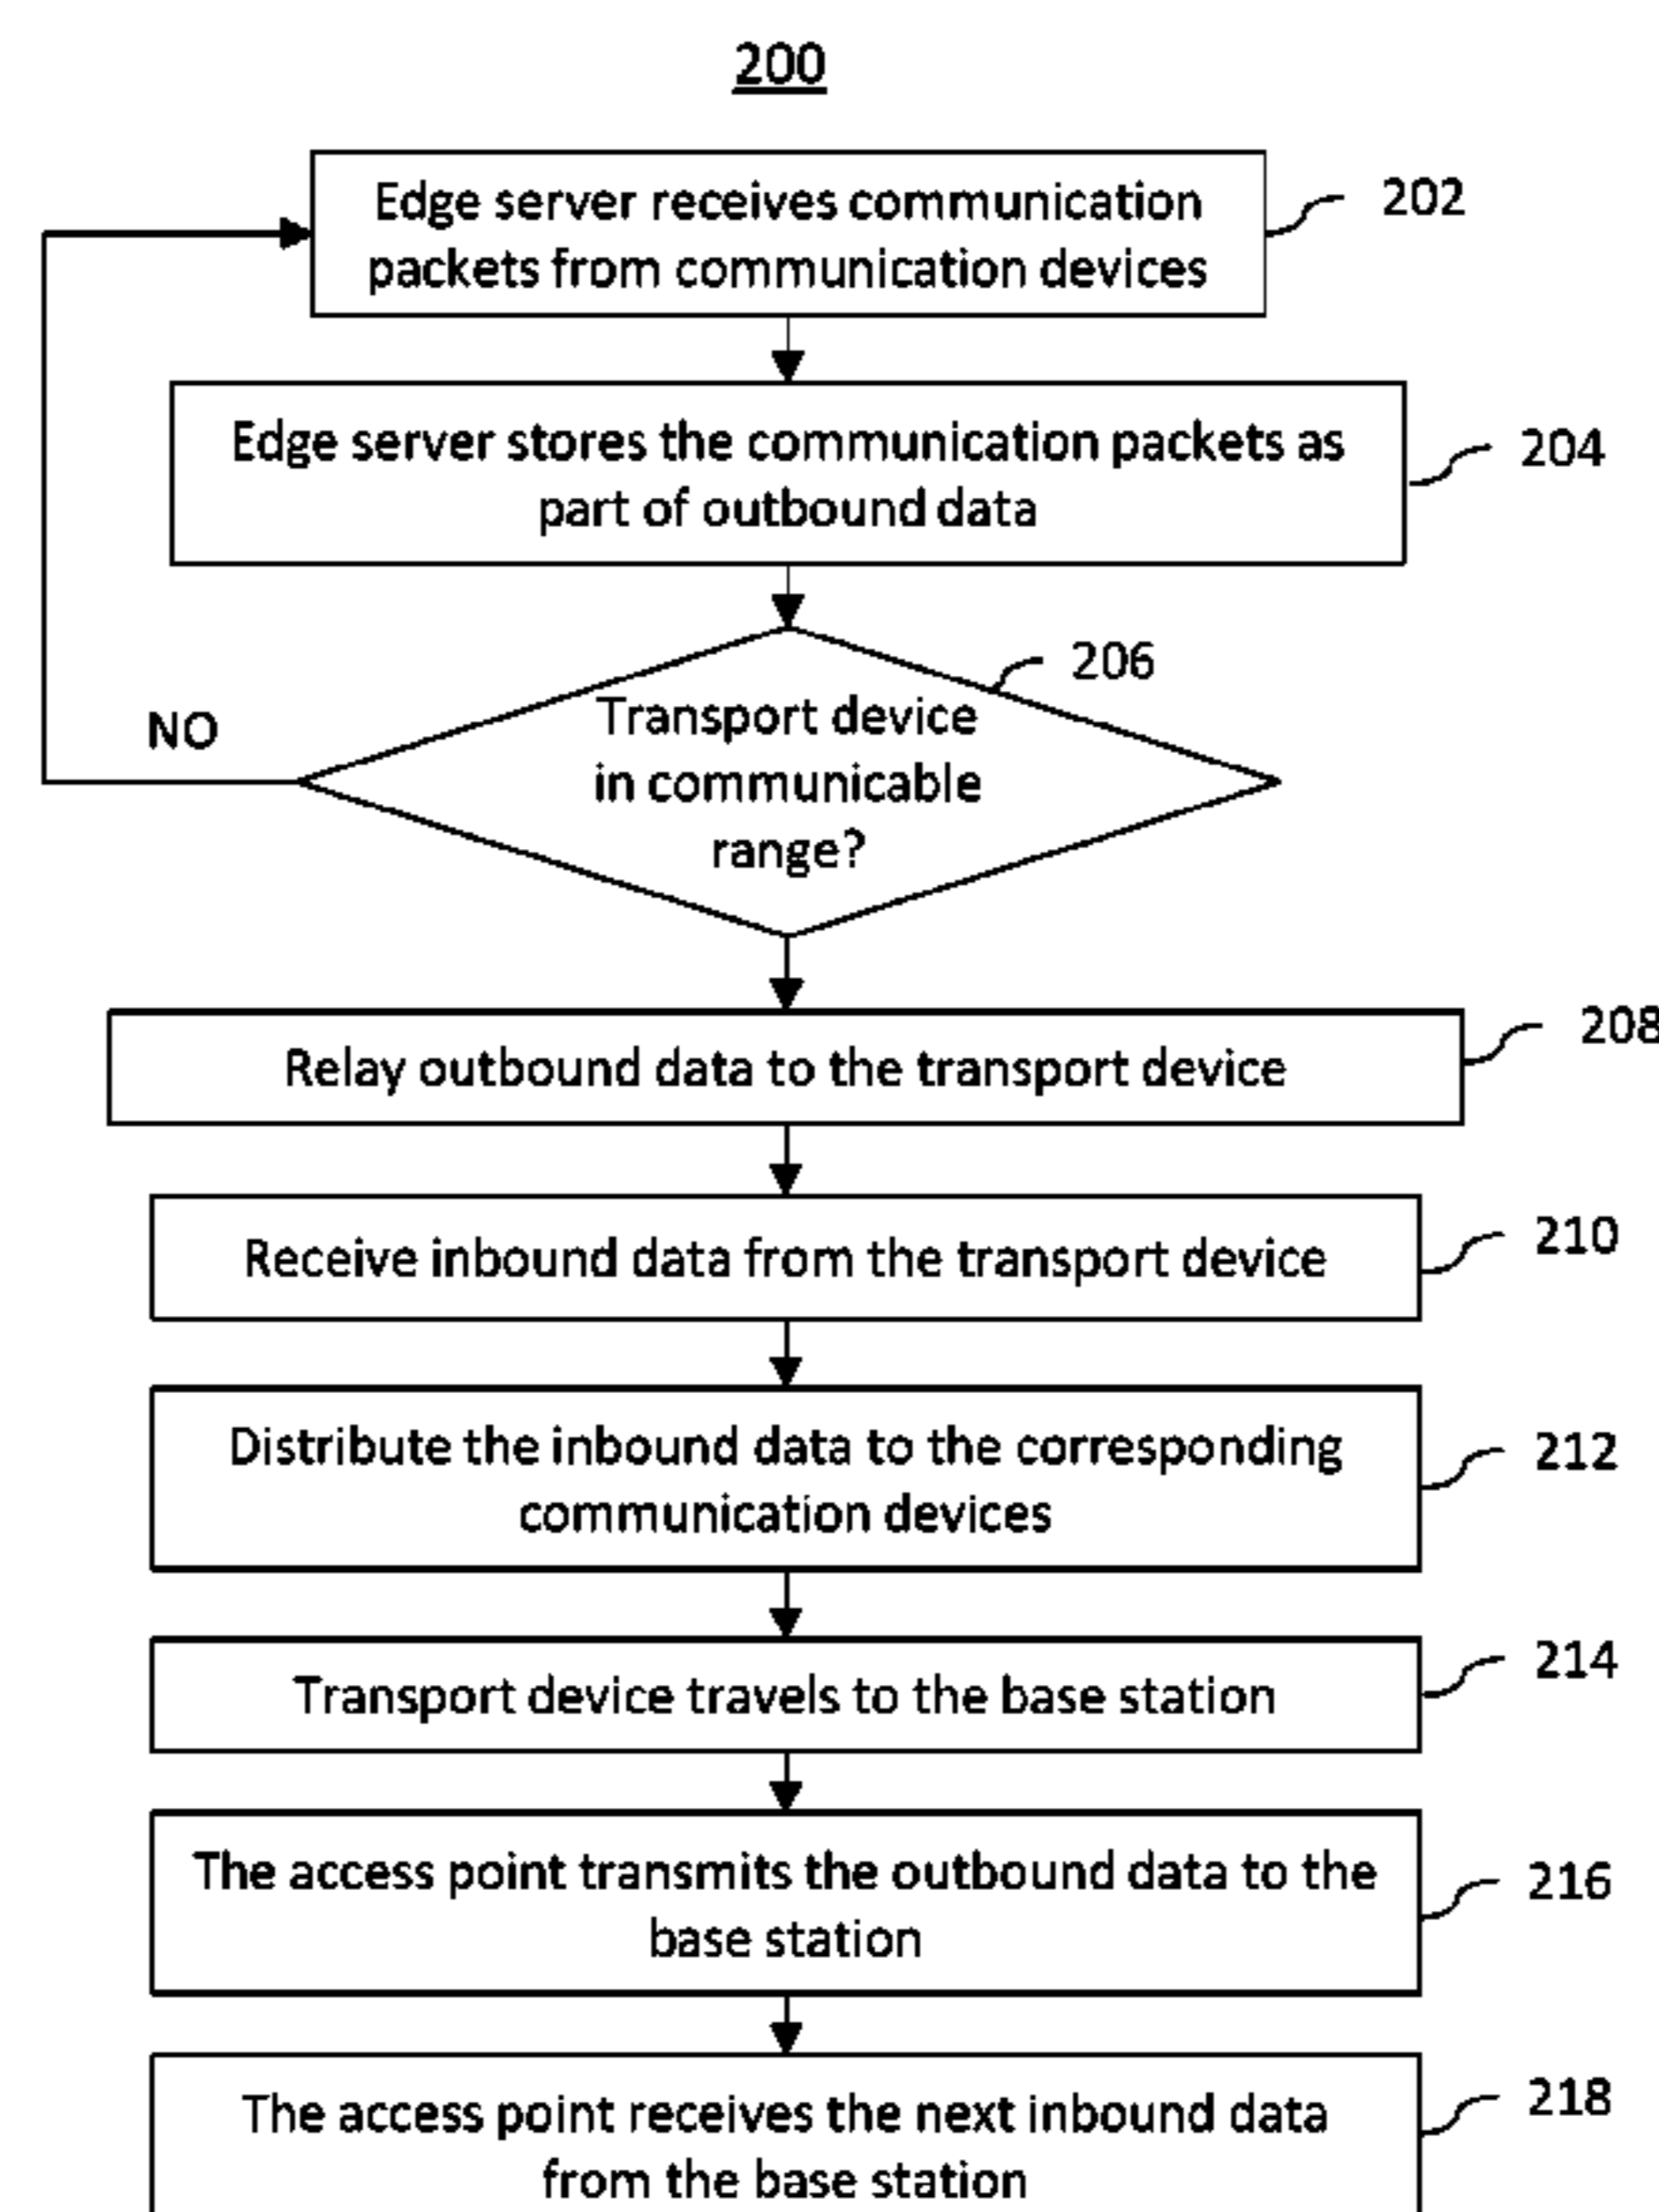 200
Edge server receives communication
packets from communication devices
202
Edge server stores the communication packets as
part of outbound data
204
206
Transport device
in communicable
range?
NO
Relay outbound data to the transport device
208
Receive inbound data from the transport device
210
Distribute the inbound data to the corresponding
communication devices
212
Transport device travels to the base station
214
The access point transmits the outbound data to the
base station
216
The access point receives the next inbound data
from the base station
218